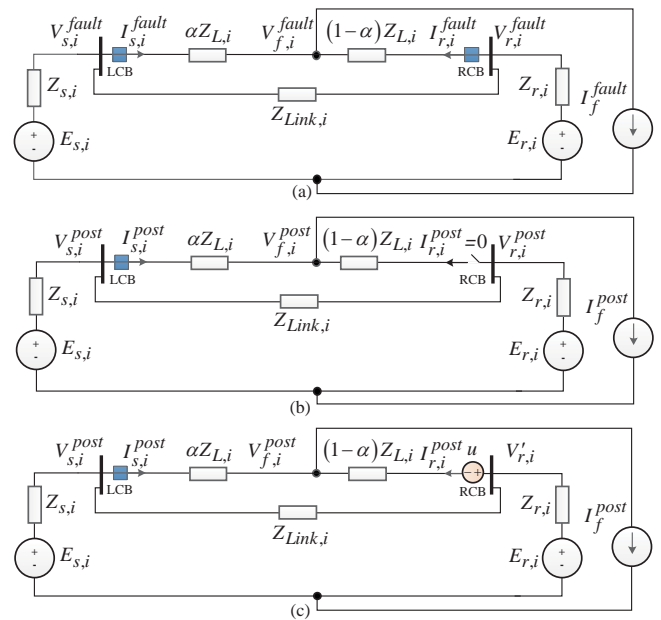 V_{s,i}^{fault} I_{s,i}^{fault} αZ_{L,i} V_{f,i}^{fault} (1-α)Z_{L,i} I_{r,i}^{fault} V_{r,i}^{fault}
LCB RCB
Z_{s,i} Z_{Link,i} Z_{r,i} I_f^{fault}
+ - E_{s,i} E_{r,i} + -
(a)
V_{s,i}^{post} I_{s,i}^{post} αZ_{L,i} V_{f,i}^{post} (1-α)Z_{L,i} I_{r,i}^{post} =0 V_{r,i}^{post}
LCB RCB
Z_{s,i} Z_{Link,i} Z_{r,i} I_f^{post}
+ - E_{s,i} E_{r,i} + -
(b)
V_{s,i}^{post} I_{s,i}^{post} αZ_{L,i} V_{f,i}^{post} (1-α)Z_{L,i} I_{r,i}^{post} u V'_{r,i}
- +
LCB RCB
Z_{s,i} Z_{Link,i} Z_{r,i} I_f^{post}
+ - E_{s,i} E_{r,i} + -
(c)